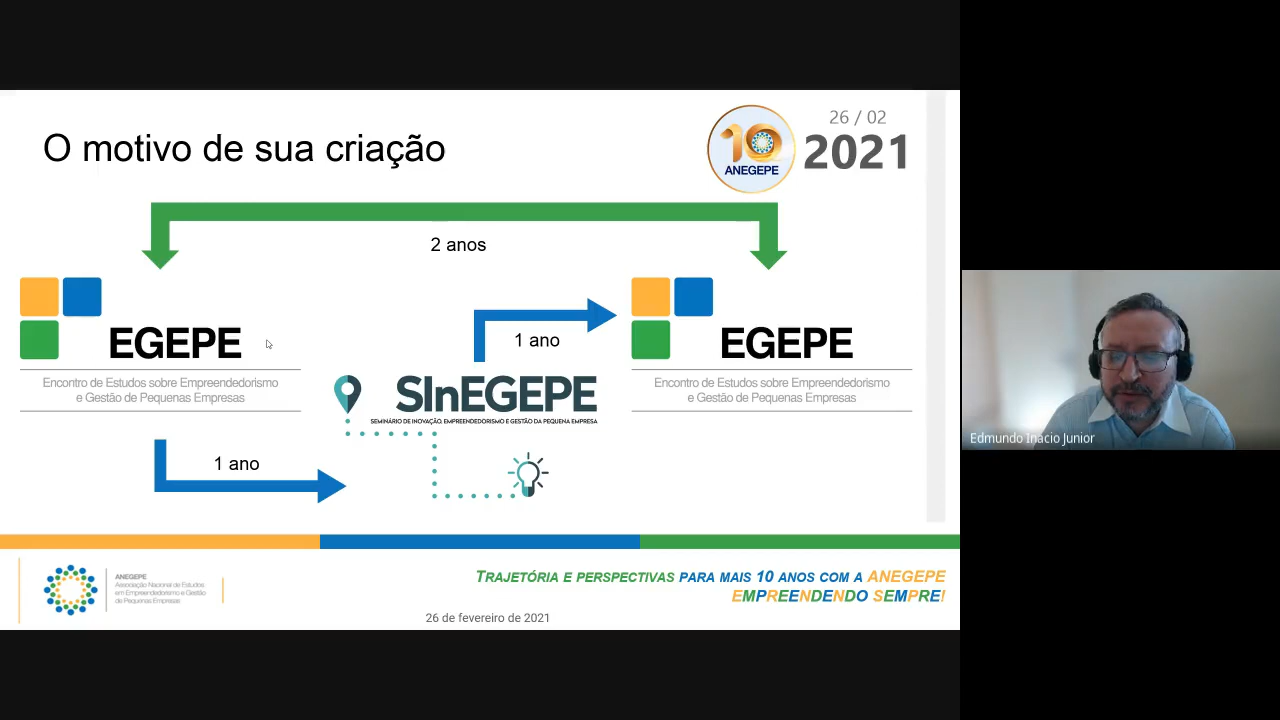 O motivo de sua criação
10
ANEGEPE
26 / 02
2021
2 anos
EGEPE
Encontro de Estudos sobre Empreendedorismo
e Gestão de Pequenas Empresas
1 ano
SInEGEPE
SEMINÁRIO DE INOVAÇÃO, EMPREENDEDORISMO E GESTÃO DA PEQUENA EMPRESA
1 ano
EGEPE
Encontro de Estudos sobre Empreendedorismo
e Gestão de Pequenas Empresas
Edmundo Inacio Junior
ANEGEPE
Associação Nacional de Estudos
em Empreendedorismo e Gestão
de Pequenas Empresas
TRAJETÓRIA E PERSPECTIVAS PARA MAIS 10 ANOS COM A ANEGEPE
EMPREENDENDO SEMPRE!
26 de fevereiro de 2021